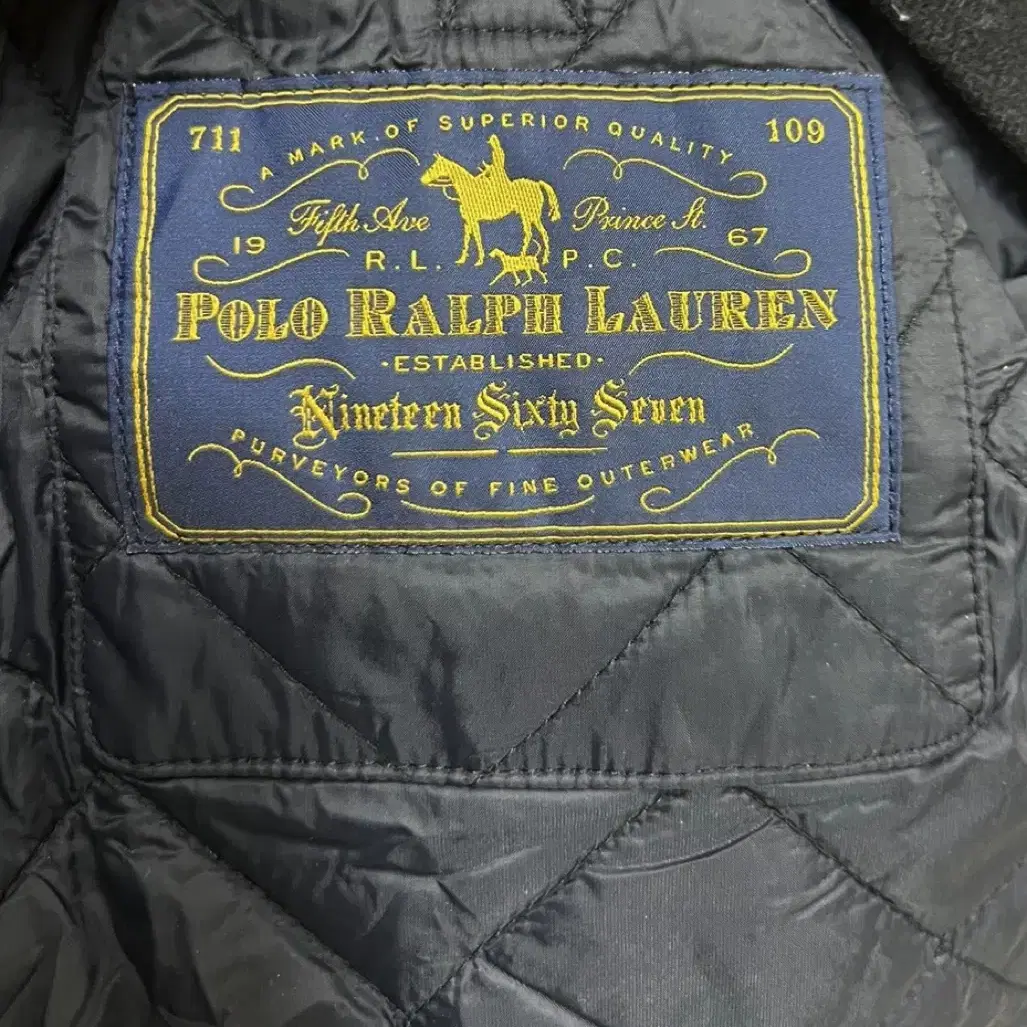 A MARK OF SUPERIOR QUALITY
711 109
Fifth Ave Prince St.
19 67
R.L. P.C.
POLO RALPH LAUREN
·ESTABLISHED·
Nineteen Sixty Seven
PURVEYORS OF FINE OUTERWEAR